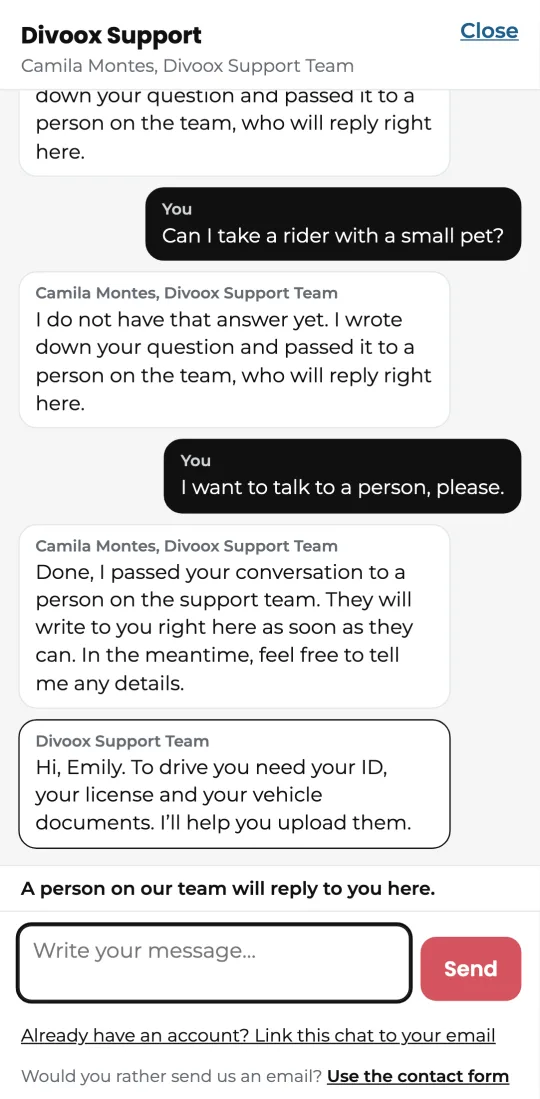 Divoox Support
Close
Camila Montes, Divoox Support Team
down your question and passed it to a
person on the team, who will reply right
here.
You
Can I take a rider with a small pet?
Camila Montes, Divoox Support Team
I do not have that answer yet. I wrote
down your question and passed it to a
person on the team, who will reply right
here.
You
I want to talk to a person, please.
Camila Montes, Divoox Support Team
Done, I passed your conversation to a
person on the support team. They will
write to you right here as soon as they
can. In the meantime, feel free to tell
me any details.
Divoox Support Team
Hi, Emily. To drive you need your ID,
your license and your vehicle
documents. I’ll help you upload them.
A person on our team will reply to you here.
Write your message...
Send
Already have an account? Link this chat to your email
Would you rather send us an email? Use the contact form